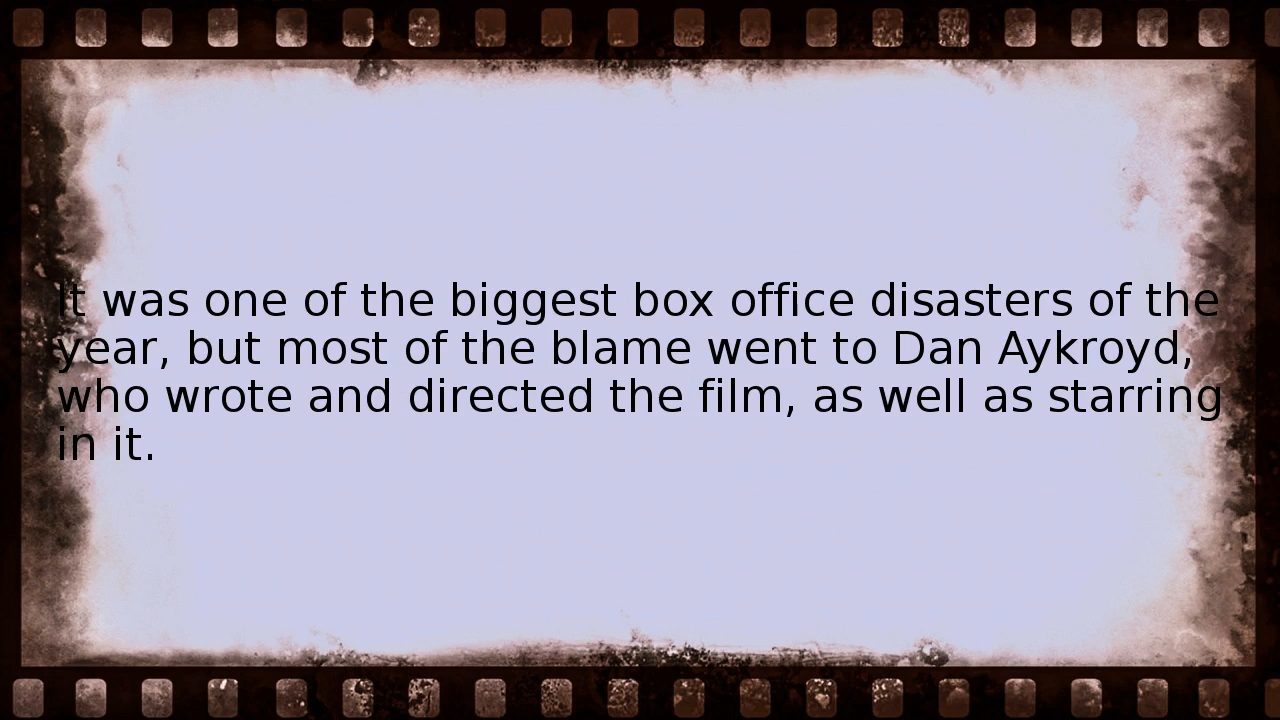 It was one of the biggest box office disasters of the
year, but most of the blame went to Dan Aykroyd,
who wrote and directed the film, as well as starring
in it.